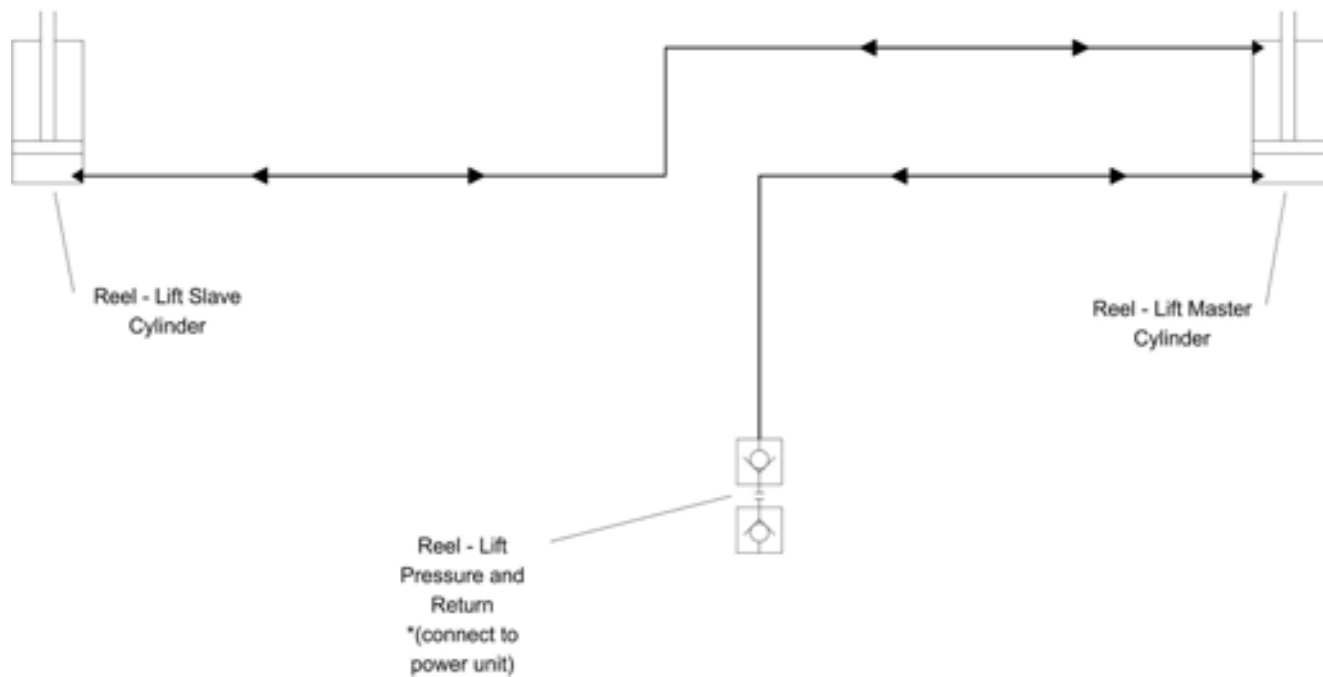 Reel - Lift Slave
Cylinder
Reel - Lift Master
Cylinder
Reel - Lift
Pressure and
Return
*(connect to
power unit)